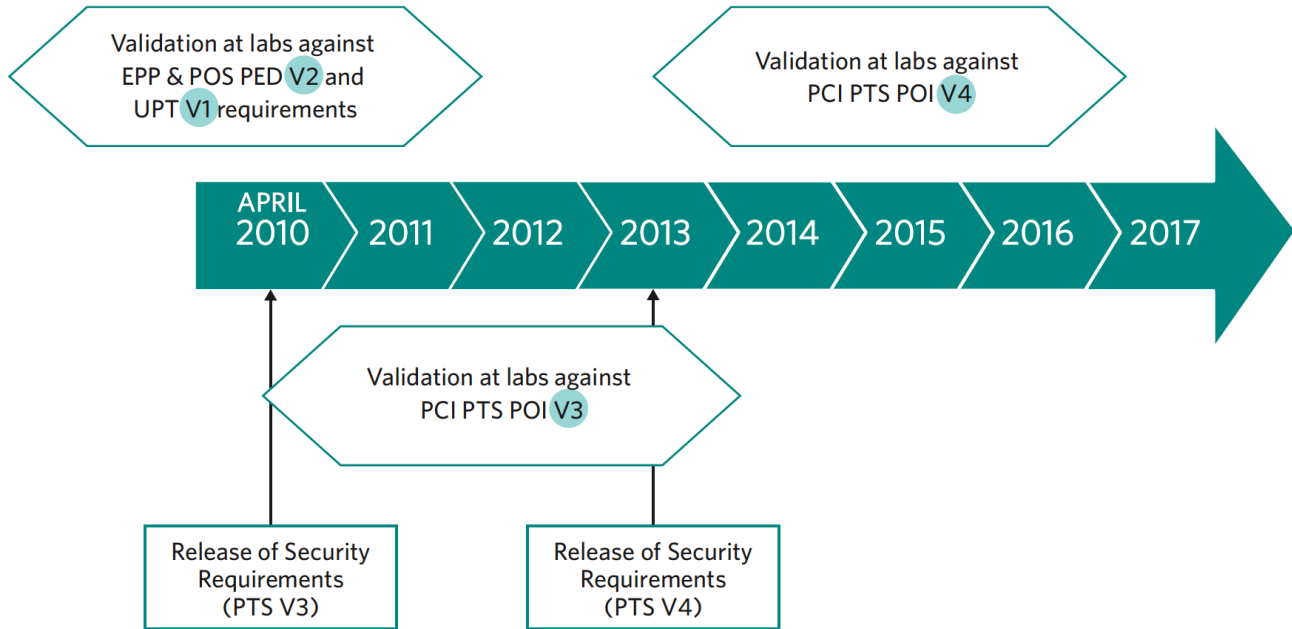 Validation at labs against
EPP & POS PED V2 and
UPT V1 requirements
Validation at labs against
PCI PTS POI V4
APRIL
2010
2011
2012
2013
2014
2015
2016
2017
Validation at labs against
PCI PTS POI V3
Release of Security
Requirements
(PTS V3)
Release of Security
Requirements
(PTS V4)